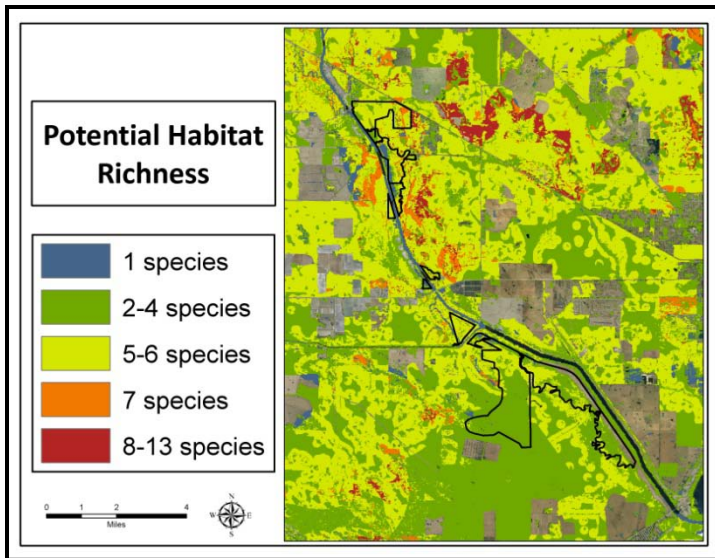 Potential Habitat
Richness
1 species
2-4 species
5-6 species
7 species
8-13 species
0 1 2 4
Miles
N
W E
S